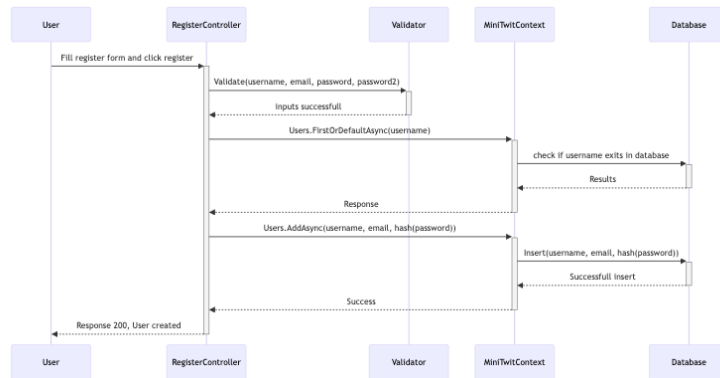 User RegisterController Validator MiniTwitContext Database
Fill register form and click register
Validate(username, email, password, password2)
Inputs successfull
Users.FirstOrDefaultAsync(username)
check if username exits in database
Results
Response
Users.AddAsync(username, email, hash(password))
Insert(username, email, hash(password))
Successfull Insert
Success
Response 200, User created
User RegisterController Validator MiniTwitContext Database